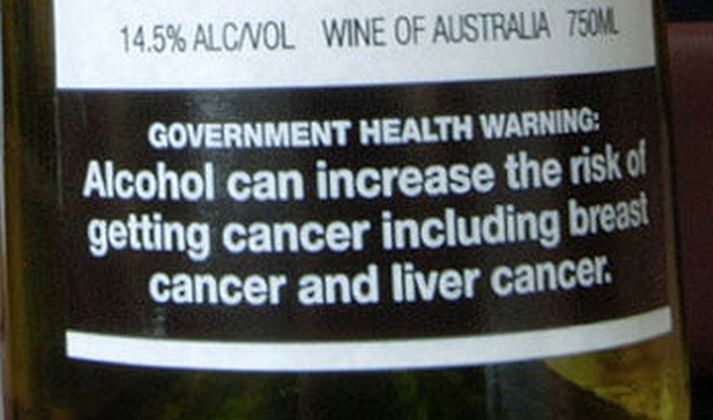 14.5% ALC/VOL WINE OF AUSTRALIA 750ML
GOVERNMENT HEALTH WARNING:
Alcohol can increase the risk of
getting cancer including breast
cancer and liver cancer.